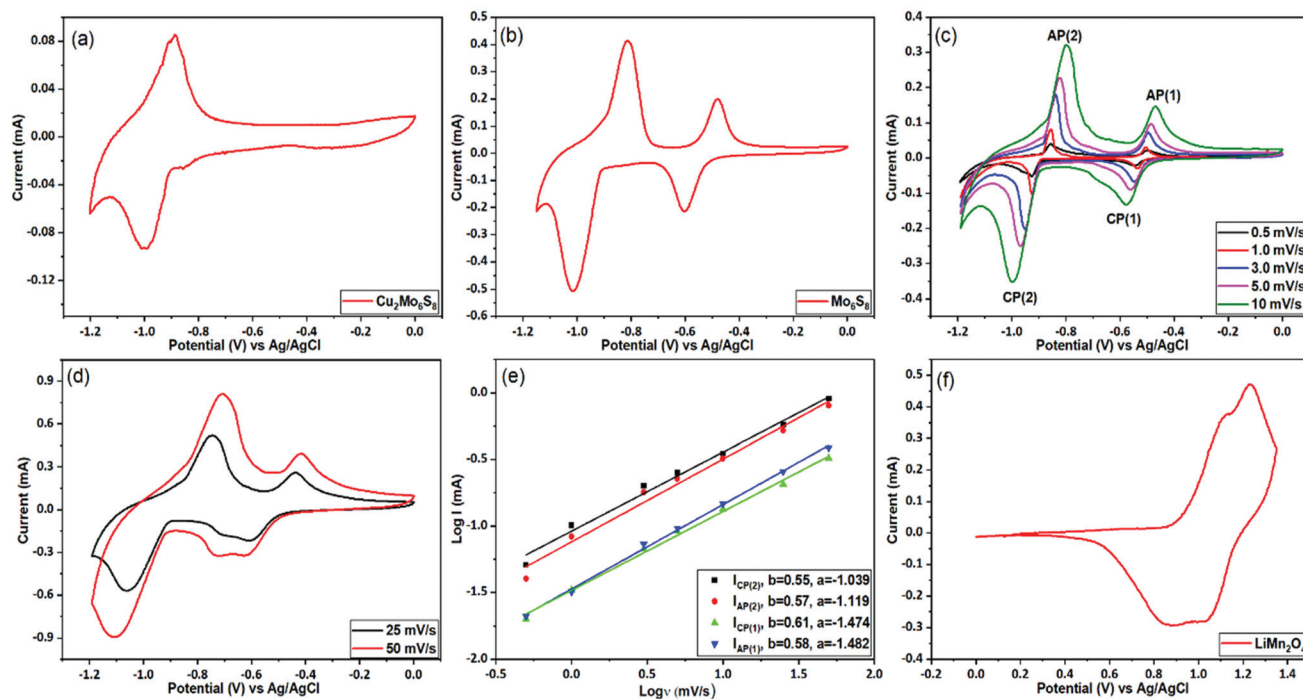 (a)
Current (mA)
0.08
0.04
0.00
-0.04
-0.08
-0.12
Cu2Mo6S8
-1.2 -1.0 -0.8 -0.6 -0.4 -0.2 0.0
Potential (V) vs Ag/AgCl
(b)
Current (mA)
0.5
0.4
0.3
0.2
0.1
0.0
-0.1
-0.2
-0.3
-0.4
-0.5
-0.6
Mo6S8
-1.2 -1.0 -0.8 -0.6 -0.4 -0.2 0.0
Potential (V) vs Ag/AgCl
(c)
Current (mA)
0.4
0.3
0.2
0.1
0.0
-0.1
-0.2
-0.3
-0.4
AP(2)
AP(1)
CP(1)
CP(2)
0.5 mV/s
1.0 mV/s
3.0 mV/s
5.0 mV/s
10 mV/s
-1.2 -1.0 -0.8 -0.6 -0.4 -0.2 0.0
Potential (V) vs Ag/AgCl
(d)
Current (mA)
0.9
0.6
0.3
0.0
-0.3
-0.6
-0.9
25 mV/s
50 mV/s
-1.2 -1.0 -0.8 -0.6 -0.4 -0.2 0.0
Potential (V) vs Ag/AgCl
(e)
Log I (mA)
0.0
-0.5
-1.0
-1.5
-2.0
I CP(2), b=0.55, a=-1.039
I AP(2), b=0.57, a=-1.119
I CP(1), b=0.61, a=-1.474
I AP(1), b=0.58, a=-1.482
-0.5 0.0 0.5 1.0 1.5 2.0
Logν (mV/s)
(f)
Current (mA)
0.5
0.4
0.3
0.2
0.1
0.0
-0.1
-0.2
-0.3
-0.4
LiMn2O
0.0 0.2 0.4 0.6 0.8 1.0 1.2 1.4
Potential (V) vs Ag/AgCl